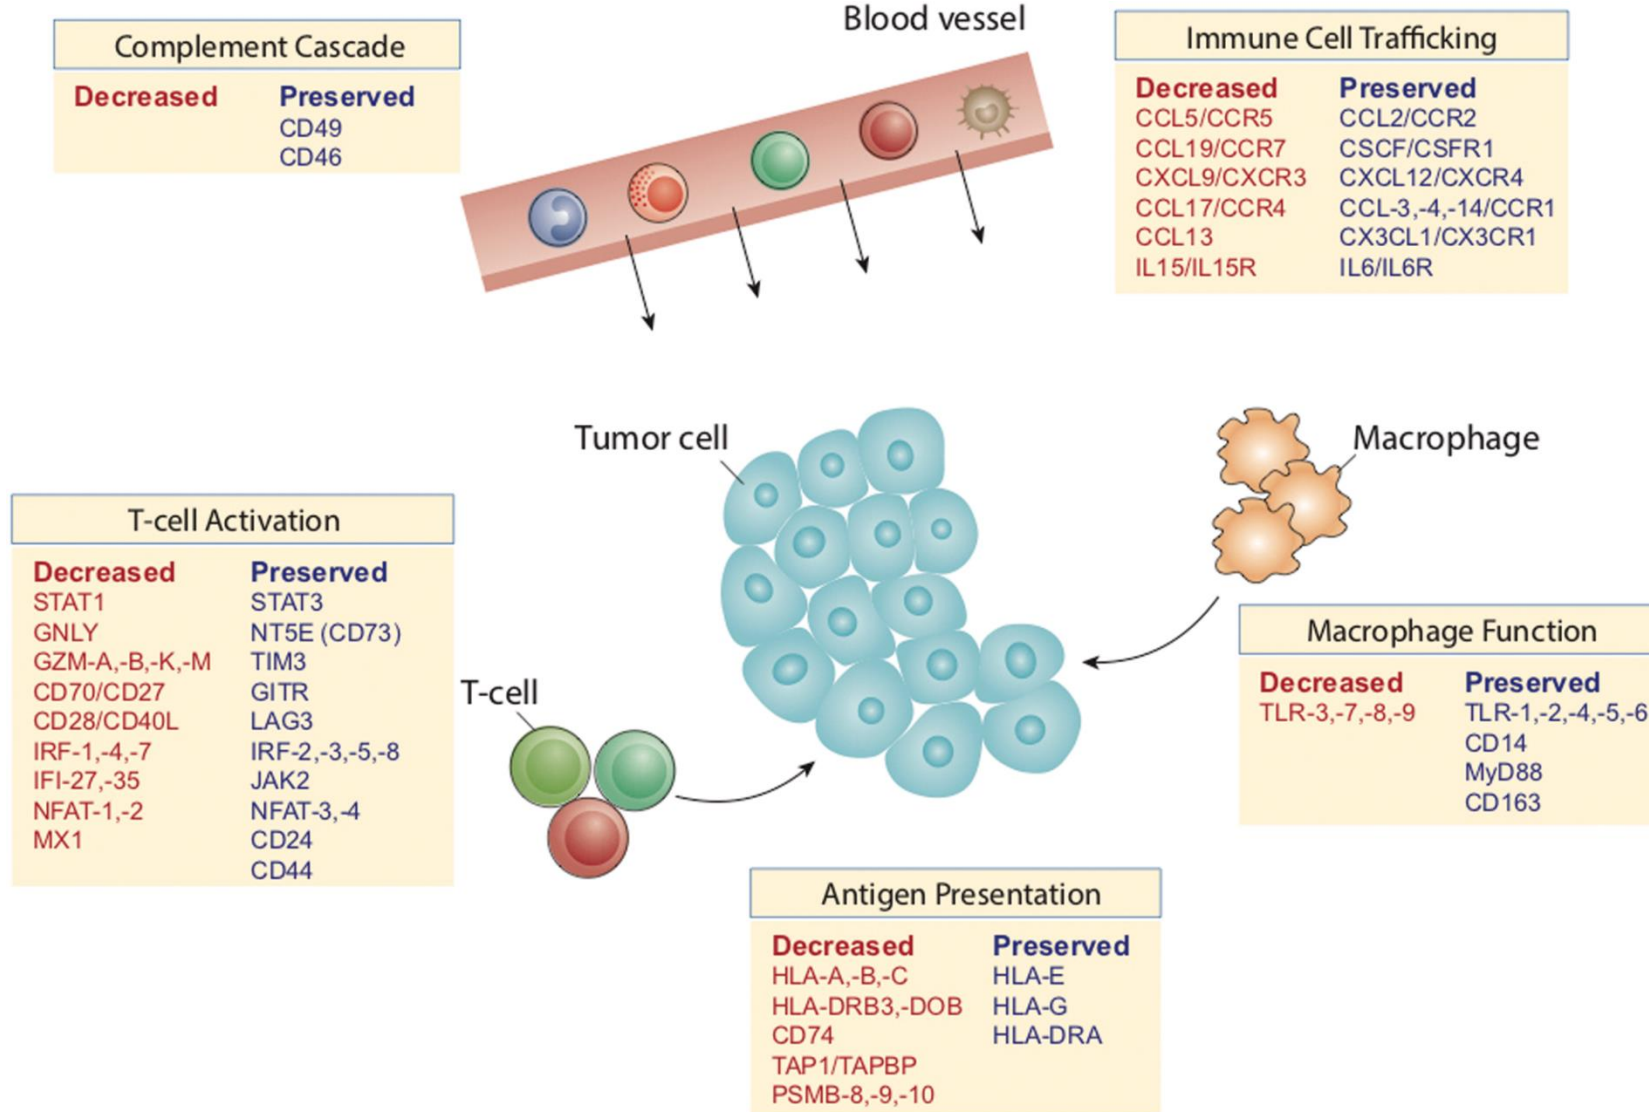 Blood vessel
Complement Cascade
Decreased Preserved
CD49
CD46
Immune Cell Trafficking
Decreased Preserved
CCL5/CCR5 CCL2/CCR2
CCL19/CCR7 CSCF/CSFR1
CXCL9/CXCR3 CXCL12/CXCR4
CCL17/CCR4 CCL-3,-4,-14/CCR1
CCL13 CX3CL1/CX3CR1
IL15/IL15R IL6/IL6R
Tumor cell
Macrophage
T-cell Activation
Decreased Preserved
STAT1 STAT3
GNLY NT5E (CD73)
GZM-A,-B,-K,-M TIM3
CD70/CD27 GITR
CD28/CD40L LAG3
IRF-1,-4,-7 IRF-2,-3,-5,-8
IFI-27,-35 JAK2
NFAT-1,-2 NFAT-3,-4
MX1 CD24
CD44
T-cell
Macrophage Function
Decreased Preserved
TLR-3,-7,-8,-9 TLR-1,-2,-4,-5,-6
CD14
MyD88
CD163
Antigen Presentation
Decreased Preserved
HLA-A,-B,-C HLA-E
HLA-DRB3,-DOB HLA-G
CD74 HLA-DRA
TAP1/TAPBP
PSMB-8,-9,-10